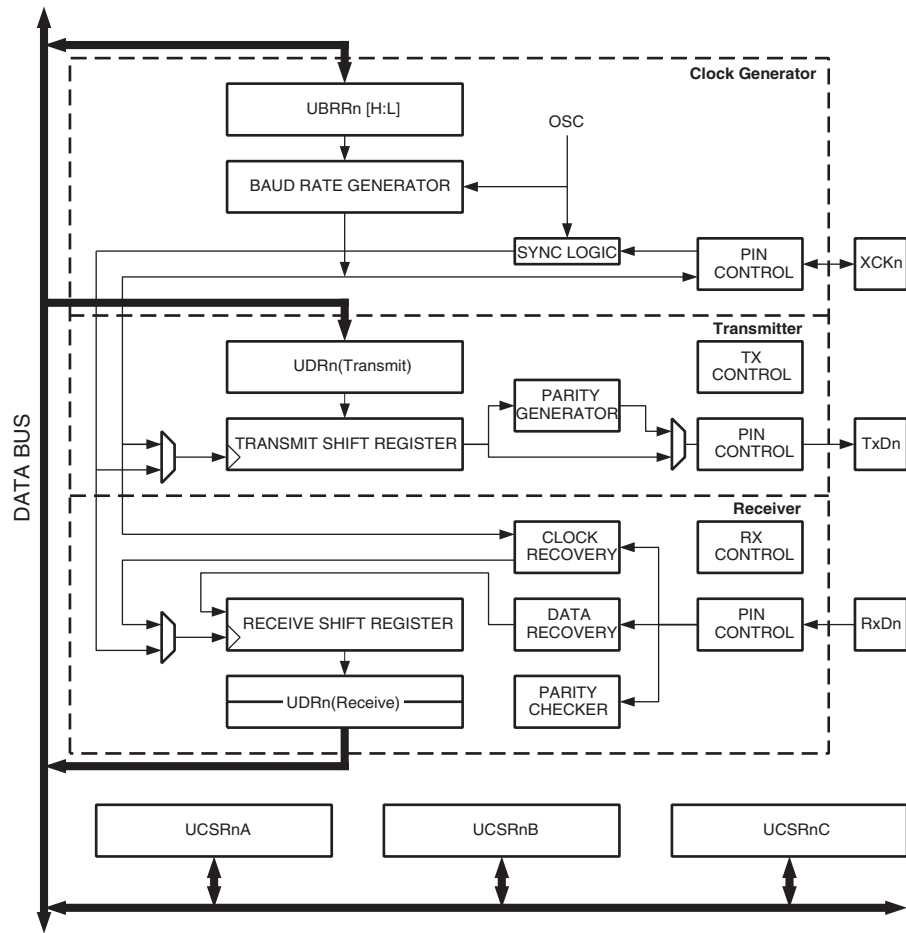 Clock Generator
UBRRn [H:L]
OSC
BAUD RATE GENERATOR
SYNC LOGIC
PIN
CONTROL
XCKn
Transmitter
UDRn(Transmit)
TX
CONTROL
PARITY
GENERATOR
TRANSMIT SHIFT REGISTER
PIN
CONTROL
TxDn
DATA BUS
Receiver
CLOCK
RECOVERY
RX
CONTROL
RECEIVE SHIFT REGISTER
DATA
RECOVERY
PIN
CONTROL
RxDn
UDRn(Receive)
PARITY
CHECKER
UCSRnA
UCSRnB
UCSRnC